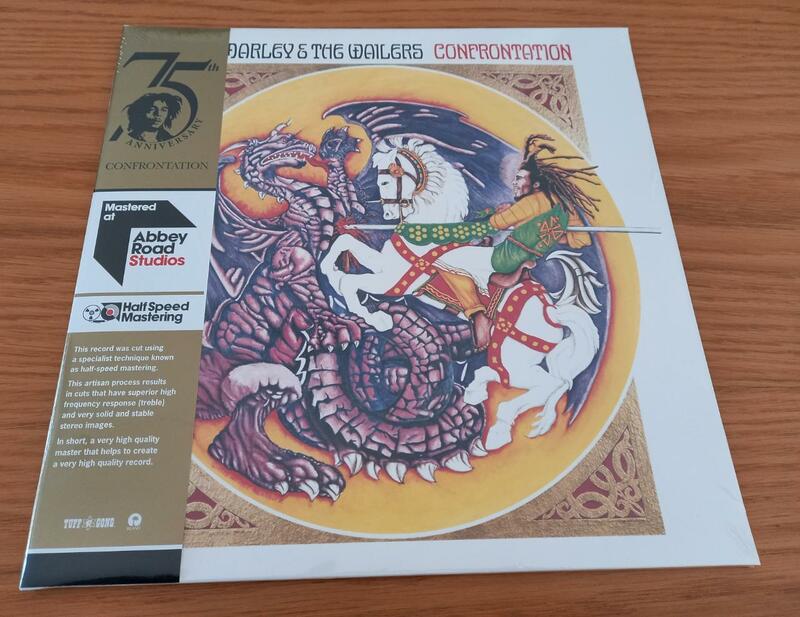 75th
ANNIVERSARY
CONFRONTATION
Mastered
at
Abbey
Road
Studios
Half Speed
Mastering
This record was cut using
a specialist technique known
as half-speed mastering.
This artisan process results
in cuts that have superior high
frequency response (treble)
and very solid and stable
stereo images.
In short, a very high quality
master that helps to create
a very high quality record.
TUFF GONG
ISLAND
MARLEY & THE WAILERS CONFRONTATION